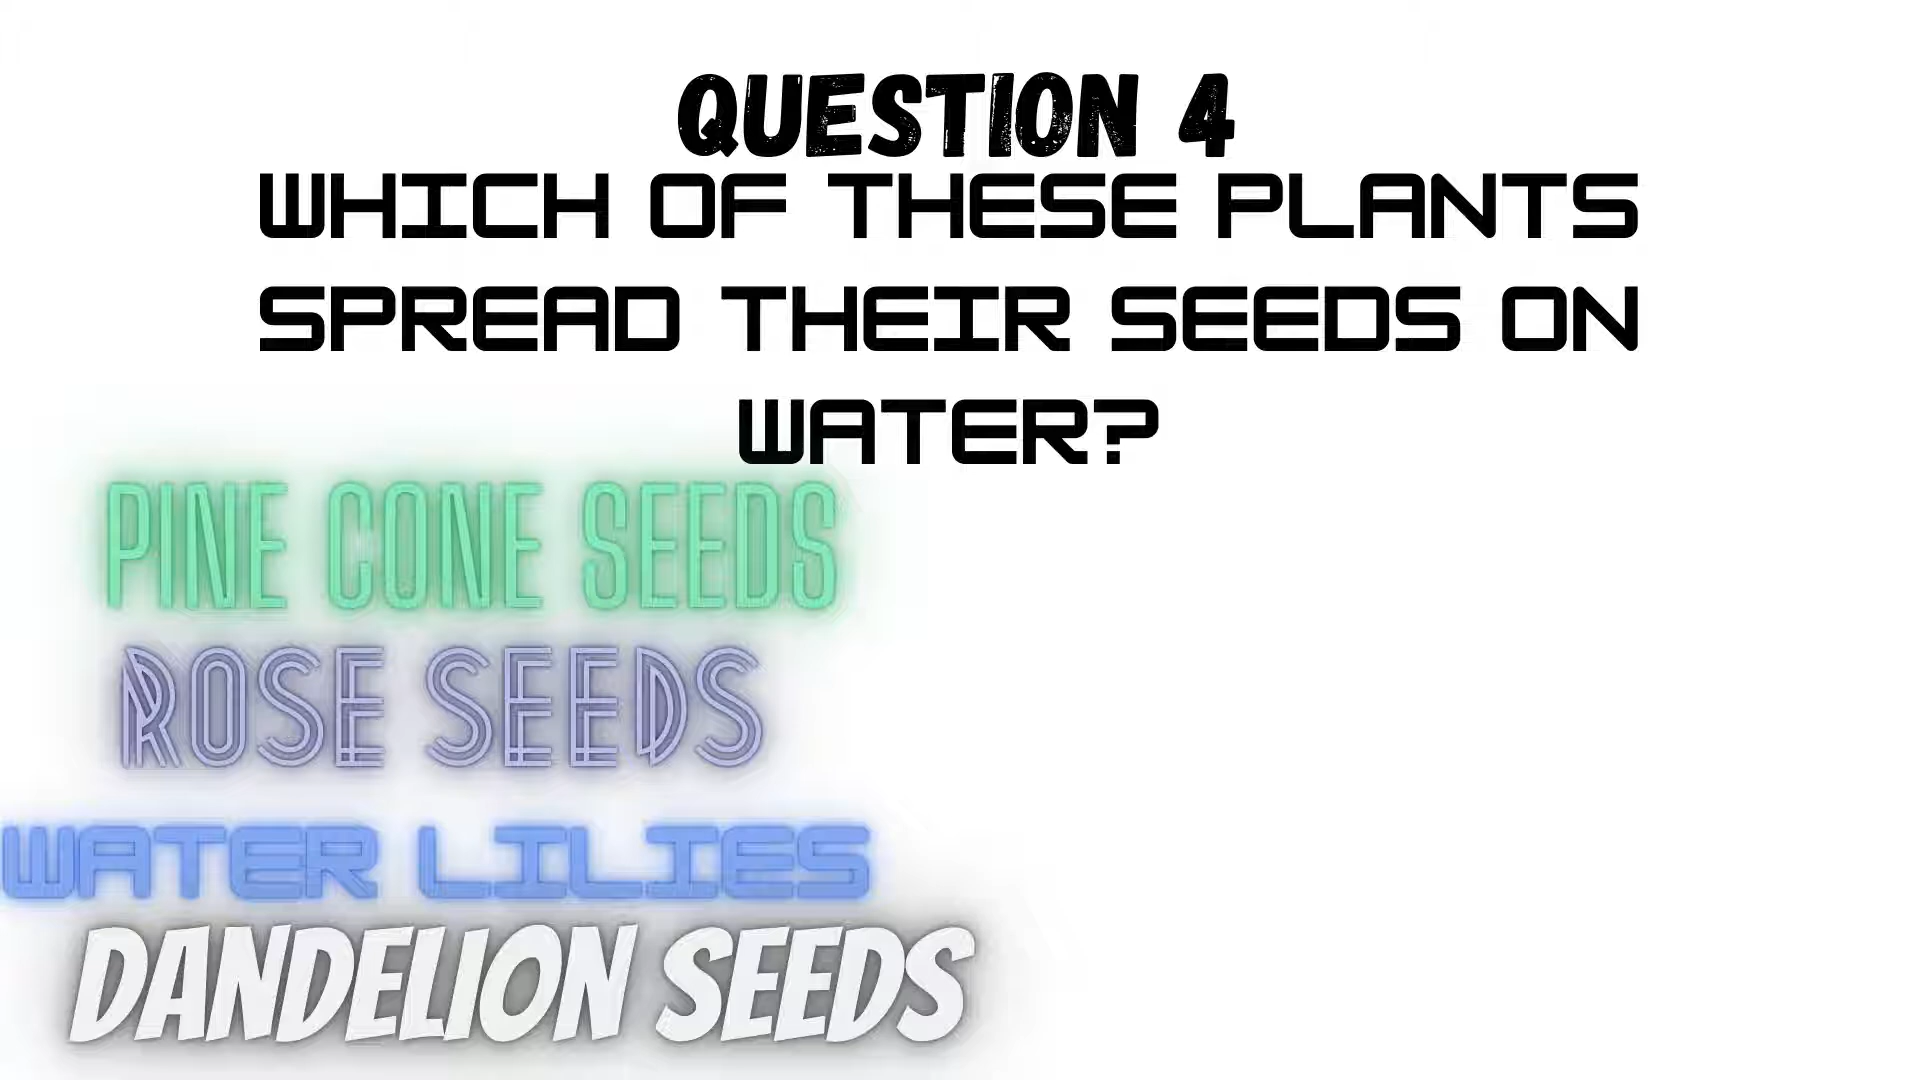 QUESTION 4
WHICH OF THESE PLANTS
SPREAD THEIR SEEDS ON
WATER?
PINE CONE SEEDS
ROSE SEEDS
WATER LILIES
DANDELION SEEDS